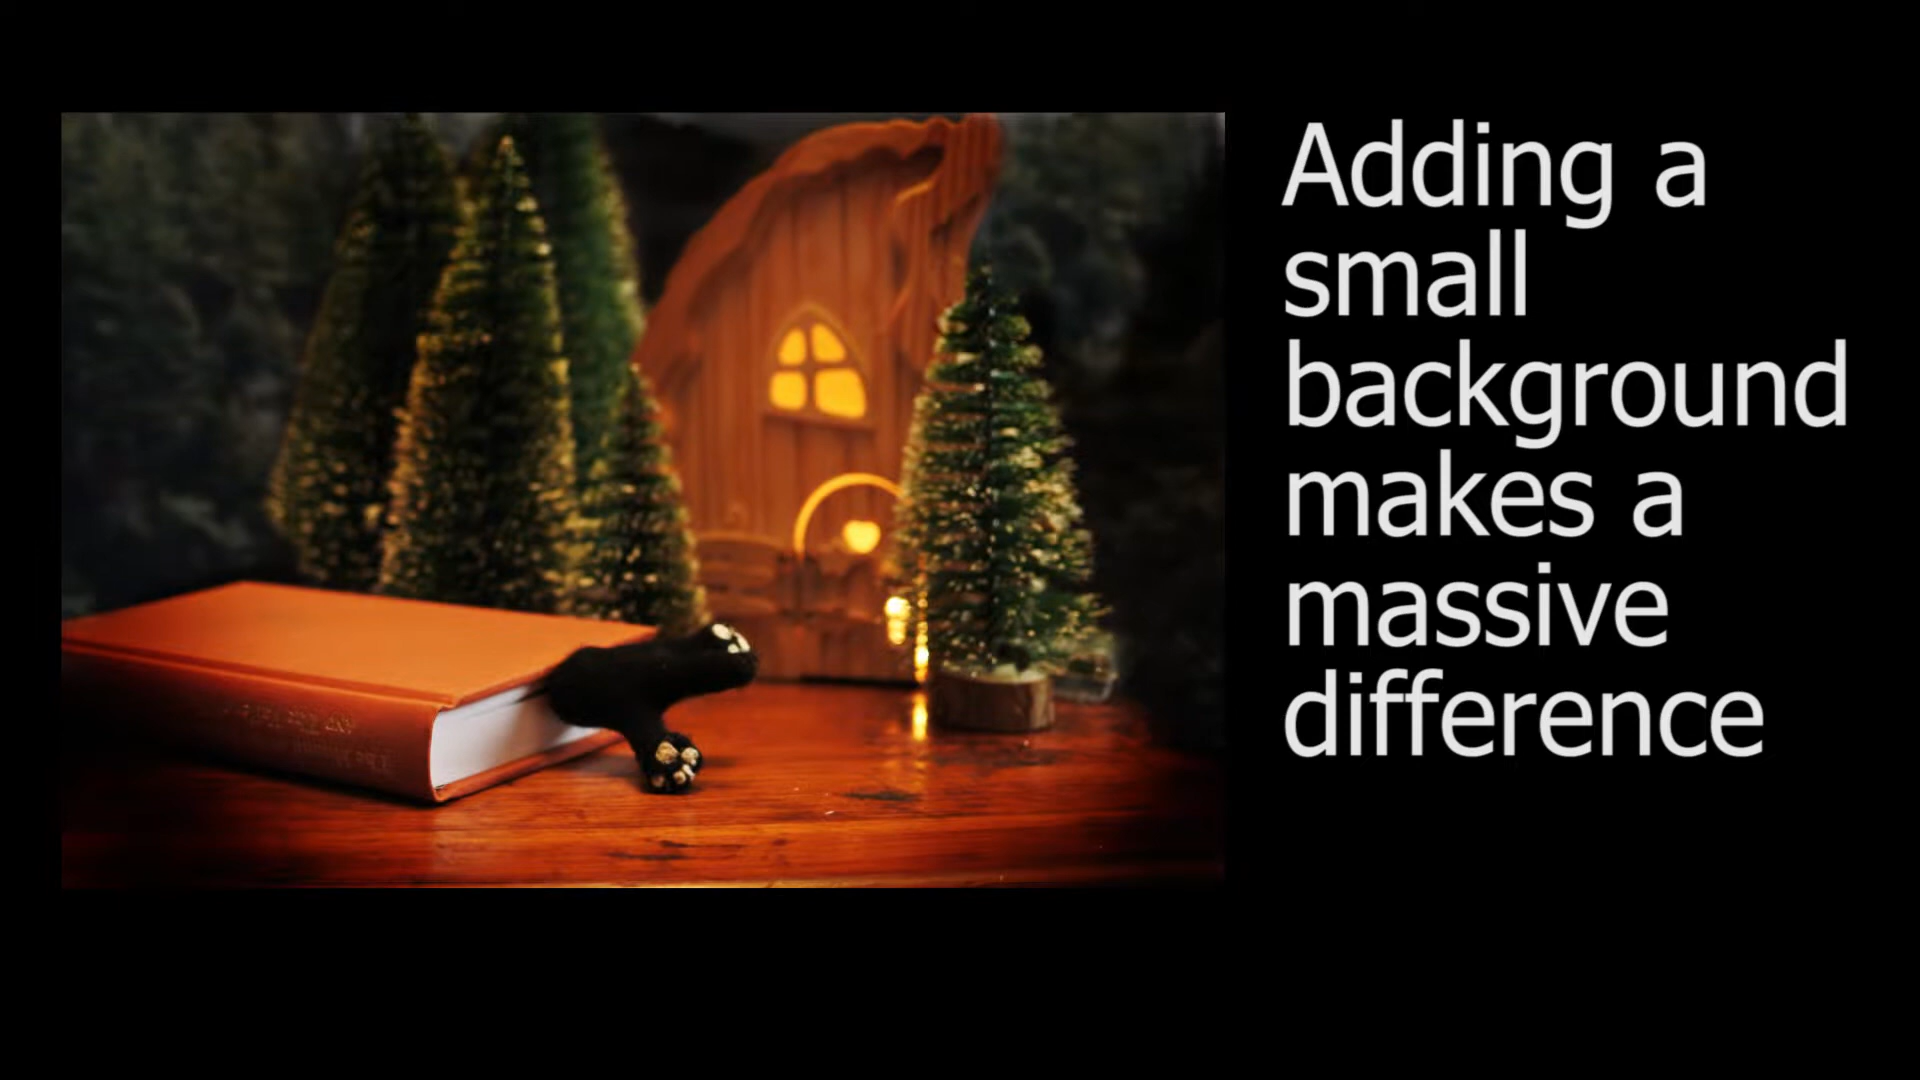 Adding a
small
background
makes a
massive
difference